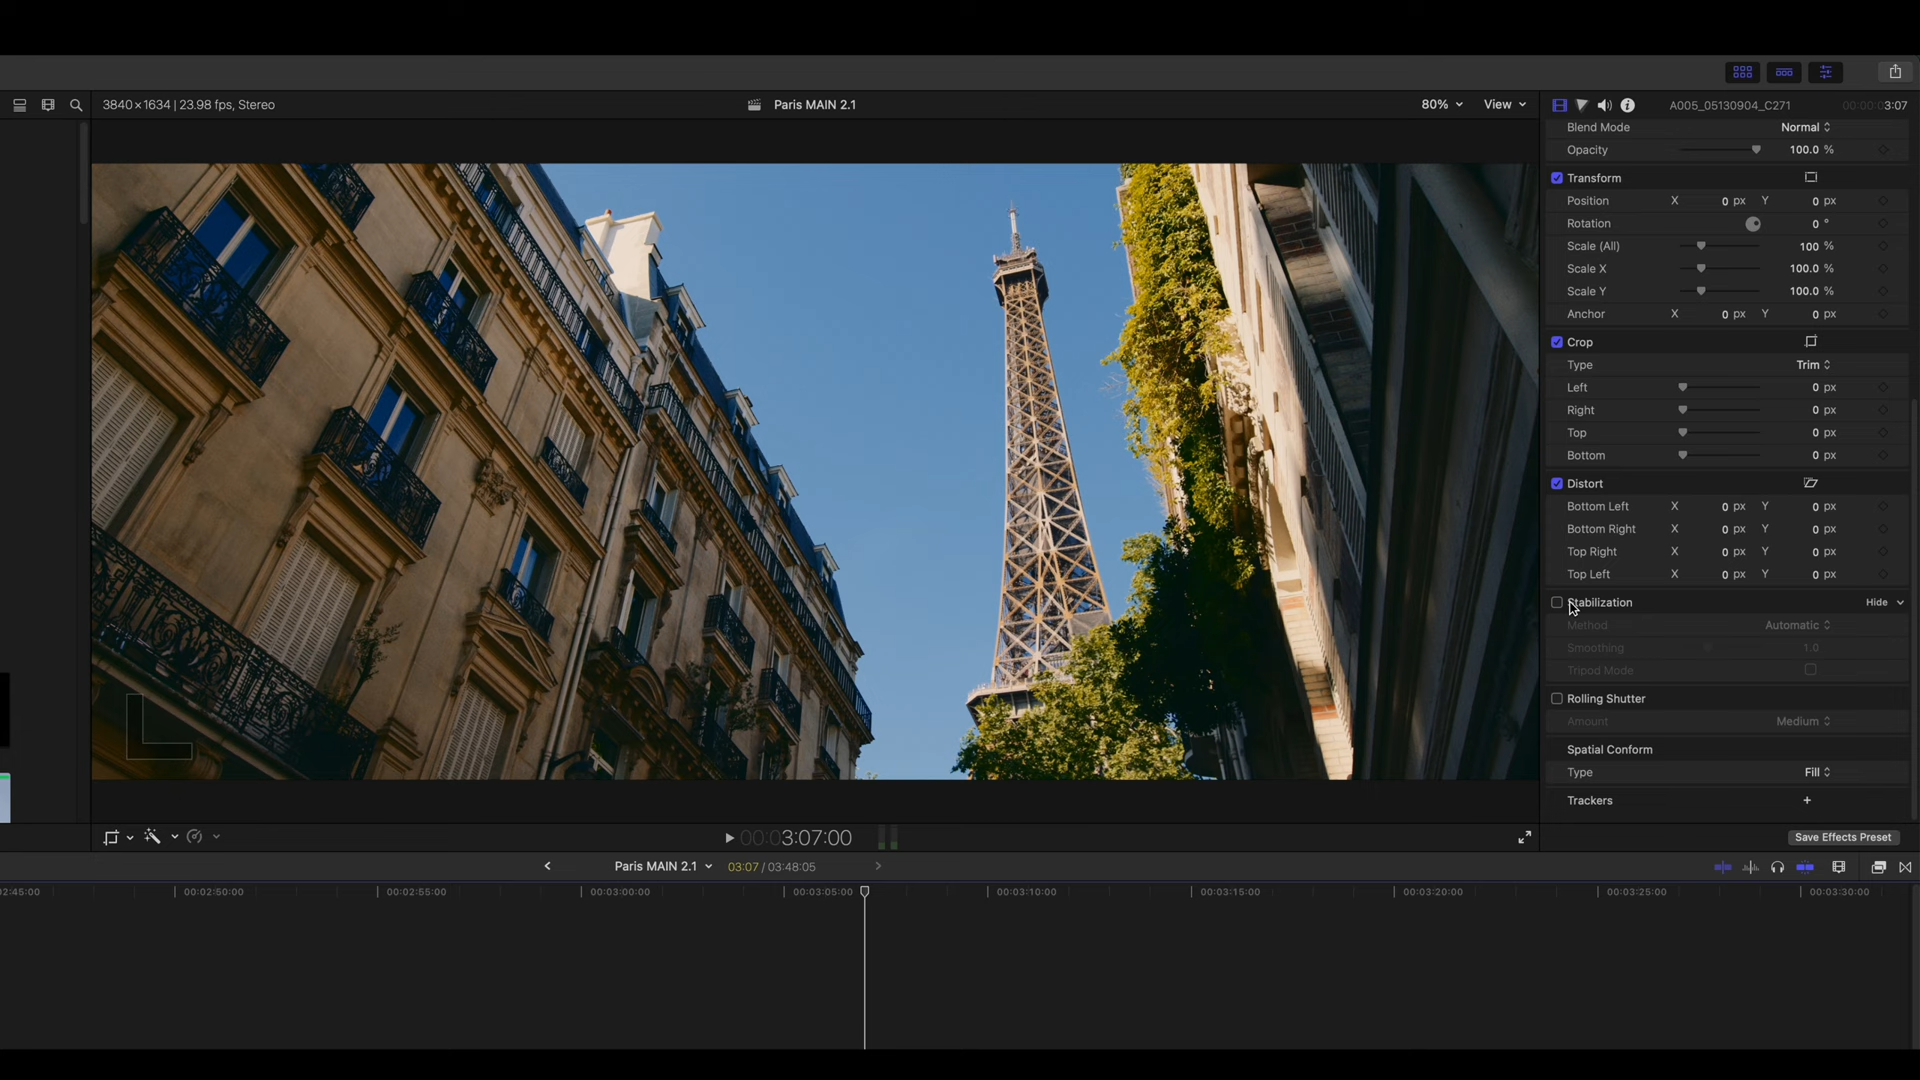 3840×1634 | 23.98 fps, Stereo
Paris MAIN 2.1
80%
View
A005_05130904_C271
00:00:03:07
Blend Mode Normal
Opacity 100.0 %
Transform
Position X 0 px Y 0 px
Rotation 0 °
Scale (All) 100 %
Scale X 100.0 %
Scale Y 100.0 %
Anchor X 0 px Y 0 px
Crop
Type Trim
Left 0 px
Right 0 px
Top 0 px
Bottom 0 px
Distort
Bottom Left X 0 px Y 0 px
Bottom Right X 0 px Y 0 px
Top Right X 0 px Y 0 px
Top Left X 0 px Y 0 px
Stabilization Hide
Method Automatic
Smoothing 1.0
Tripod Mode
Rolling Shutter
Amount Medium
Spatial Conform
Type Fill
Trackers +
Save Effects Preset
00:03:07:00
Paris MAIN 2.1 03:07 / 03:48:05
02:45:00 00:02:50:00 00:02:55:00 00:03:00:00 00:03:05:00 00:03:10:00 00:03:15:00 00:03:20:00 00:03:25:00 00:03:30:00